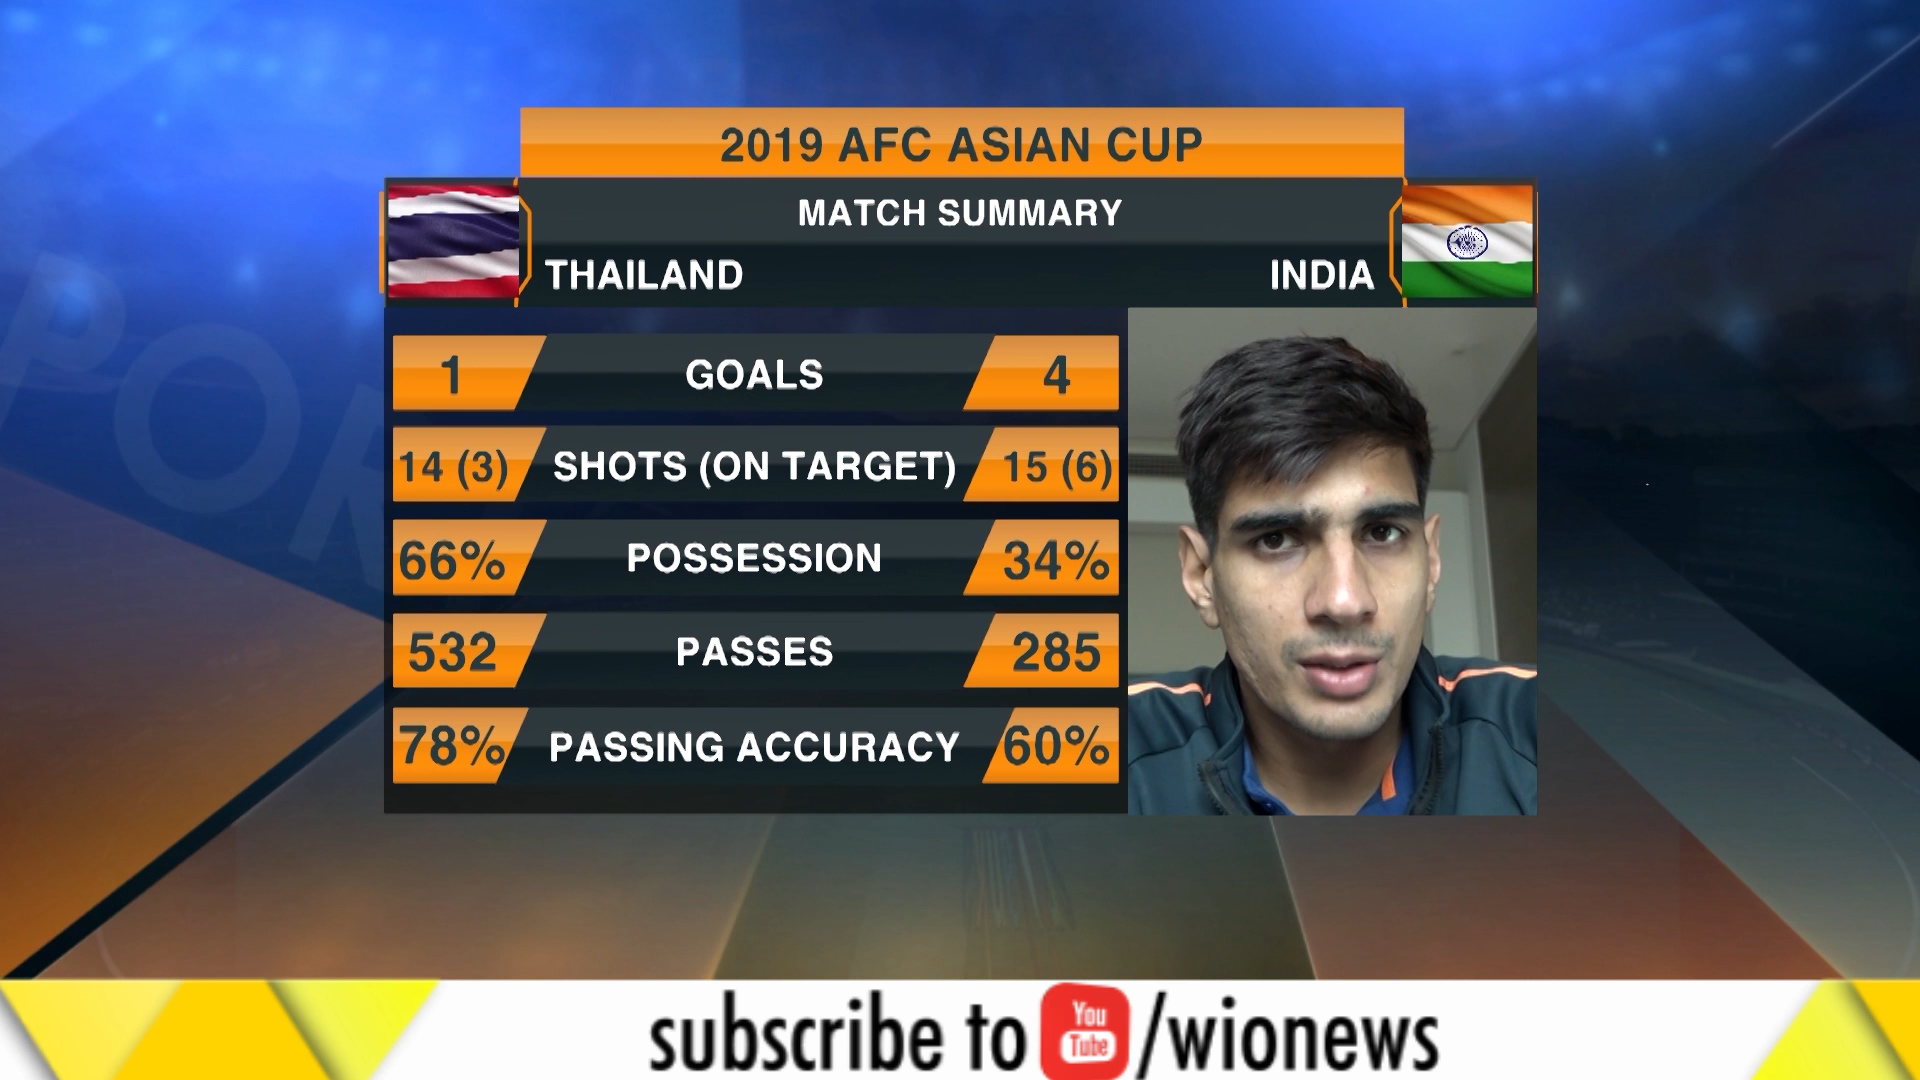 2019 AFC ASIAN CUP
MATCH SUMMARY
THAILAND INDIA
1 GOALS 4
14 (3) SHOTS (ON TARGET) 15 (6)
66% POSSESSION 34%
532 PASSES 285
78% PASSING ACCURACY 60%
subscribe to You Tube /wionews